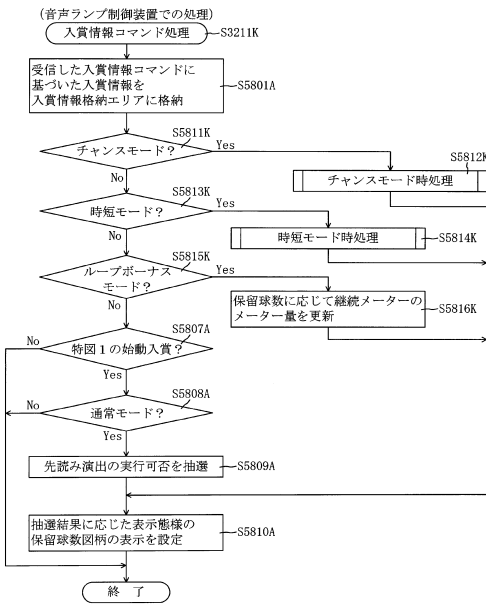 (音声ランプ制御装置での処理)
入賞情報コマンド処理
S3211K
受信した入賞情報コマンドに
基づいた入賞情報を
入賞情報格納エリアに格納
S5801A
S5811K
チャンスモード?
Yes
No
S5812K
チャンスモード時処理
S5813K
時短モード?
Yes
No
時短モード時処理
S5814K
S5815K
ループボーナス
モード?
Yes
No
保留球数に応じて継続メーターの
メーター量を更新
S5816K
S5807A
No
特図1の始動入賞?
Yes
S5808A
No
通常モード?
Yes
先読み演出の実行可否を抽選
S5809A
抽選結果に応じた表示態様の
保留球数図柄の表示を設定
S5810A
終 了